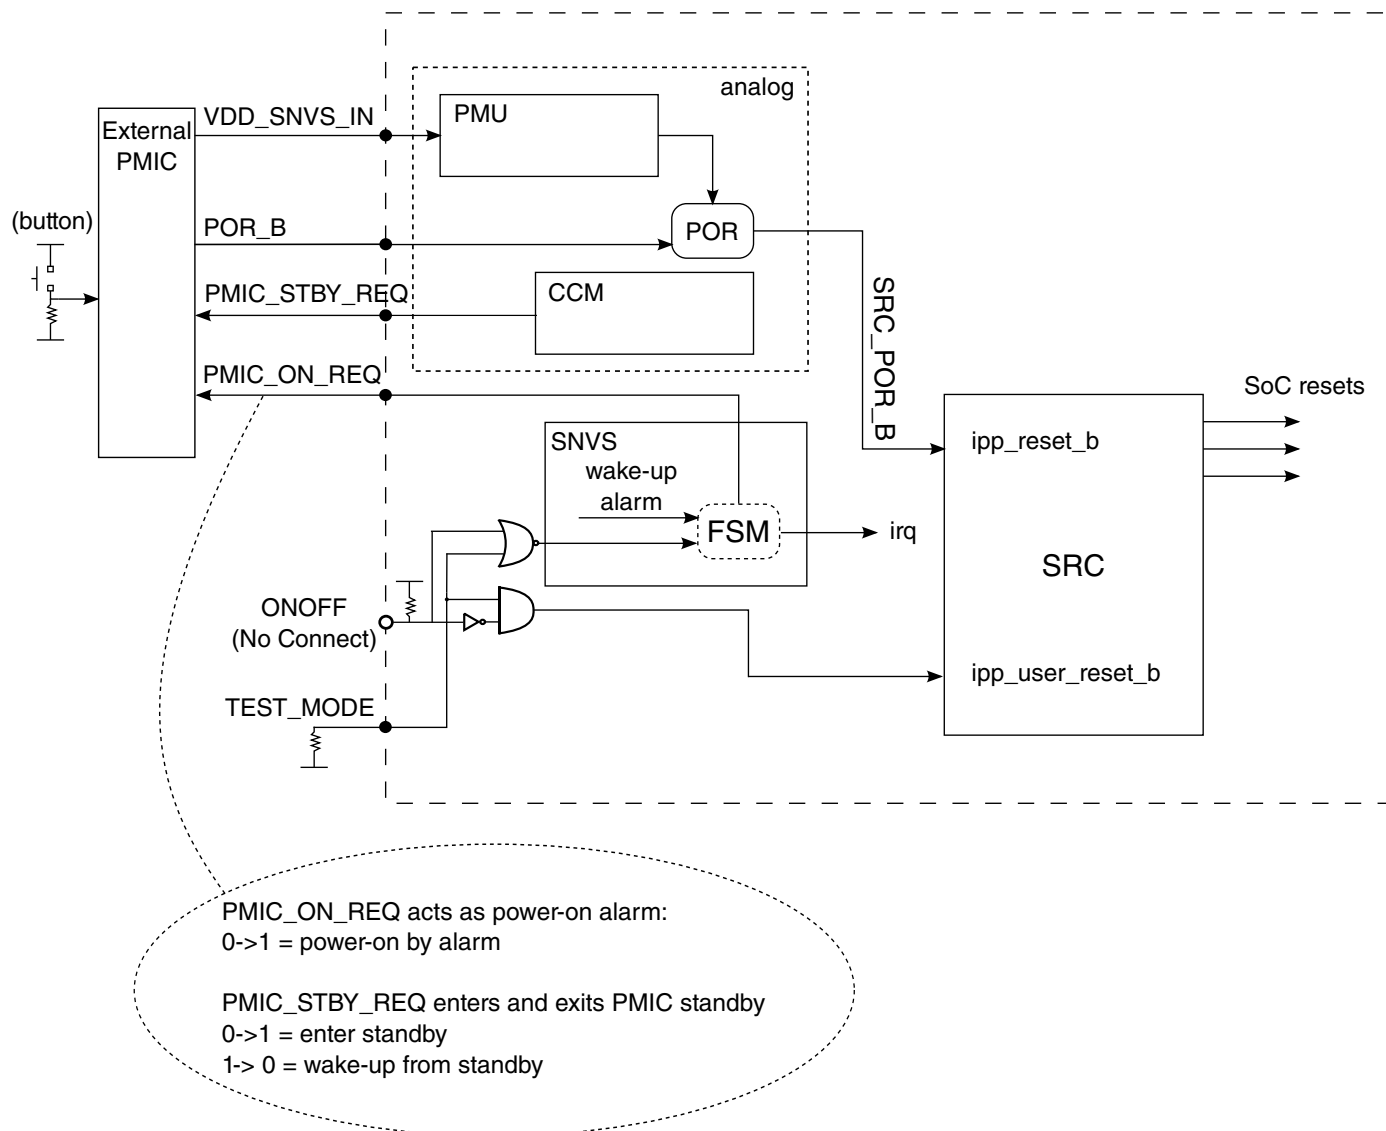 analog
VDD_SNVS_IN
PMU
External
PMIC
(button)
POR_B
POR
PMIC_STBY_REQ
CCM
SRC_POR_B
PMIC_ON_REQ
SoC resets
SNVS
wake-up
alarm
FSM
irq
ipp_reset_b
SRC
ONOFF
(No Connect)
ipp_user_reset_b
TEST_MODE
PMIC_ON_REQ acts as power-on alarm:
0->1 = power-on by alarm
PMIC_STBY_REQ enters and exits PMIC standby
0->1 = enter standby
1-> 0 = wake-up from standby